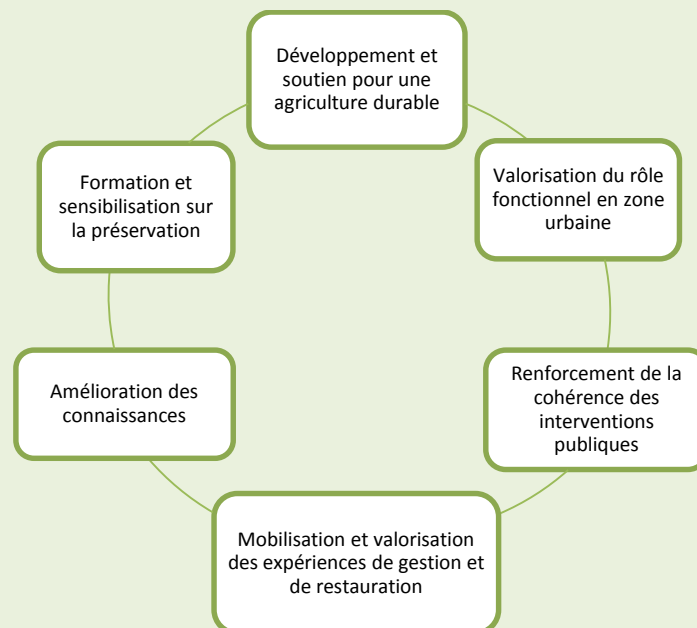 Développement et
soutien pour une
agriculture durable
Valorisation du rôle
fonctionnel en zone
urbaine
Renforcement de la
cohérence des
interventions
publiques
Mobilisation et valorisation
des expériences de gestion et
de restauration
Amélioration des
connaissances
Formation et
sensibilisation sur
la préservation